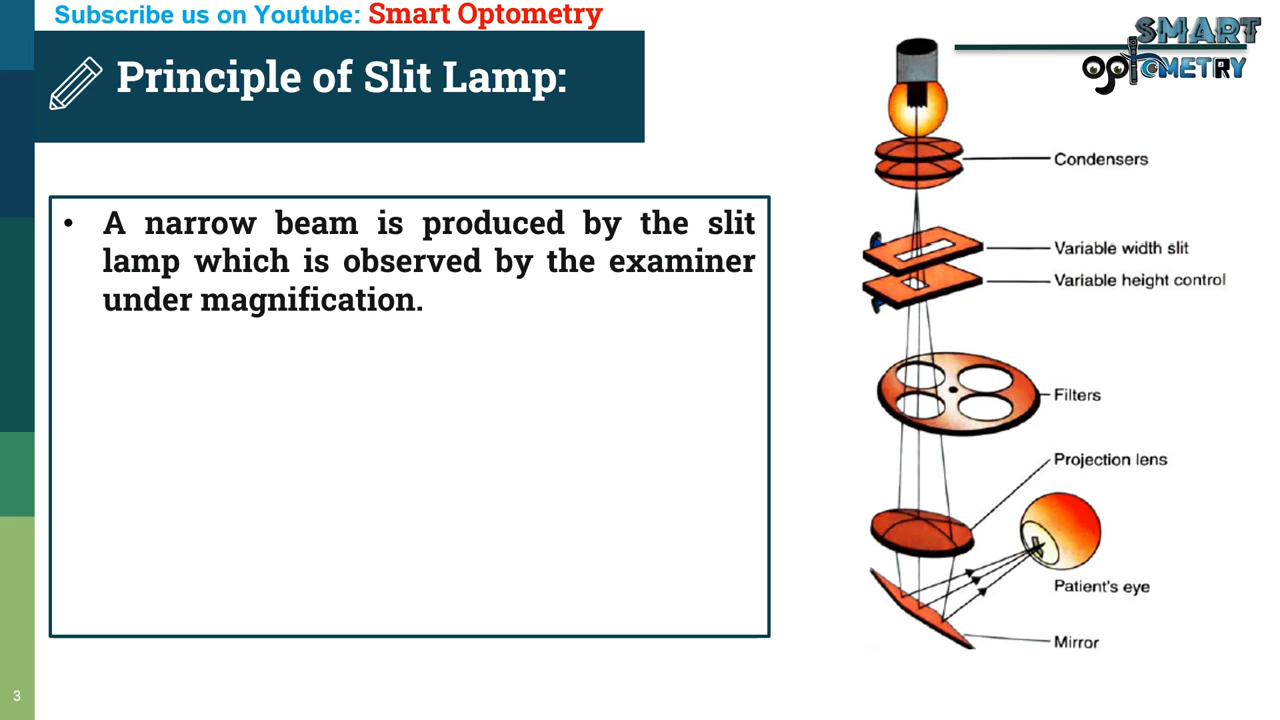 Subscribe us on Youtube: Smart Optometry
SMART
OPTOMETRY
Principle of Slit Lamp:
• A narrow beam is produced by the slit
lamp which is observed by the examiner
under magnification.
Condensers
Variable width slit
Variable height control
Filters
Projection lens
Patient's eye
Mirror
3